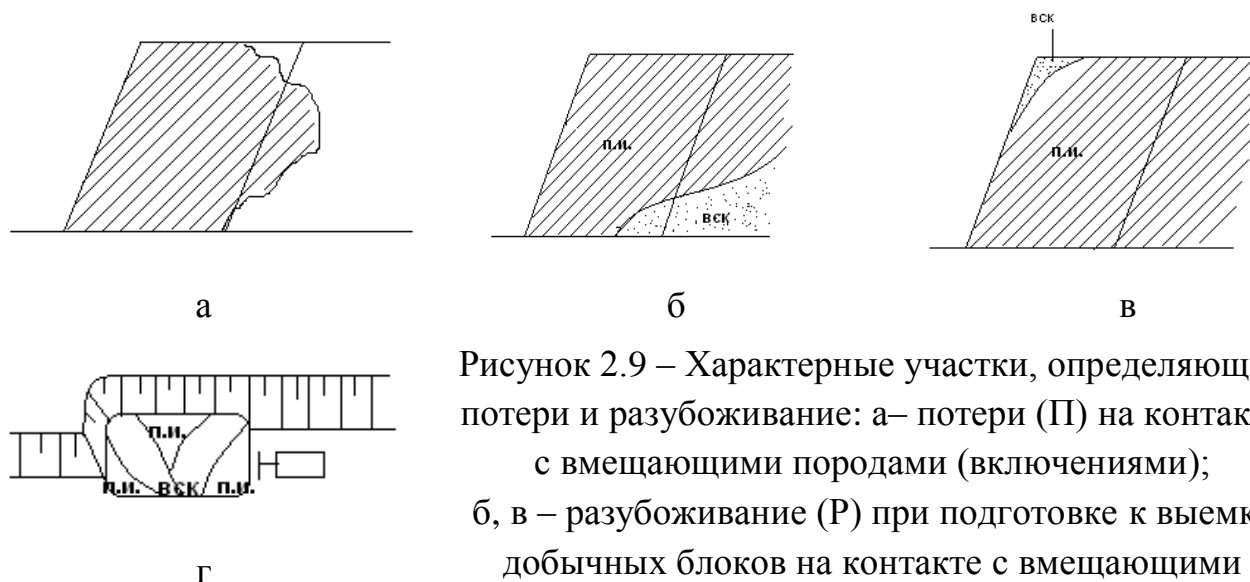 вск
п.и.
вск
п.и.
а
б
в
п.и.
п.и. вск п.и.
г
Рисунок 2.9 – Характерные участки, определяющ
потери и разубоживание: а– потери (П) на контак
с вмещающими породами (включениями);
б, в – разубоживание (Р) при подготовке к выемк
добычных блоков на контакте с вмещающими